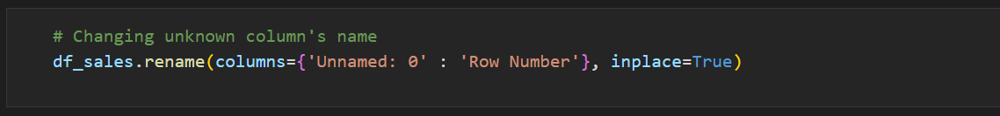 # Changing unknown column's name
df_sales.rename(columns={'Unnamed: 0' : 'Row Number'}, inplace=True)